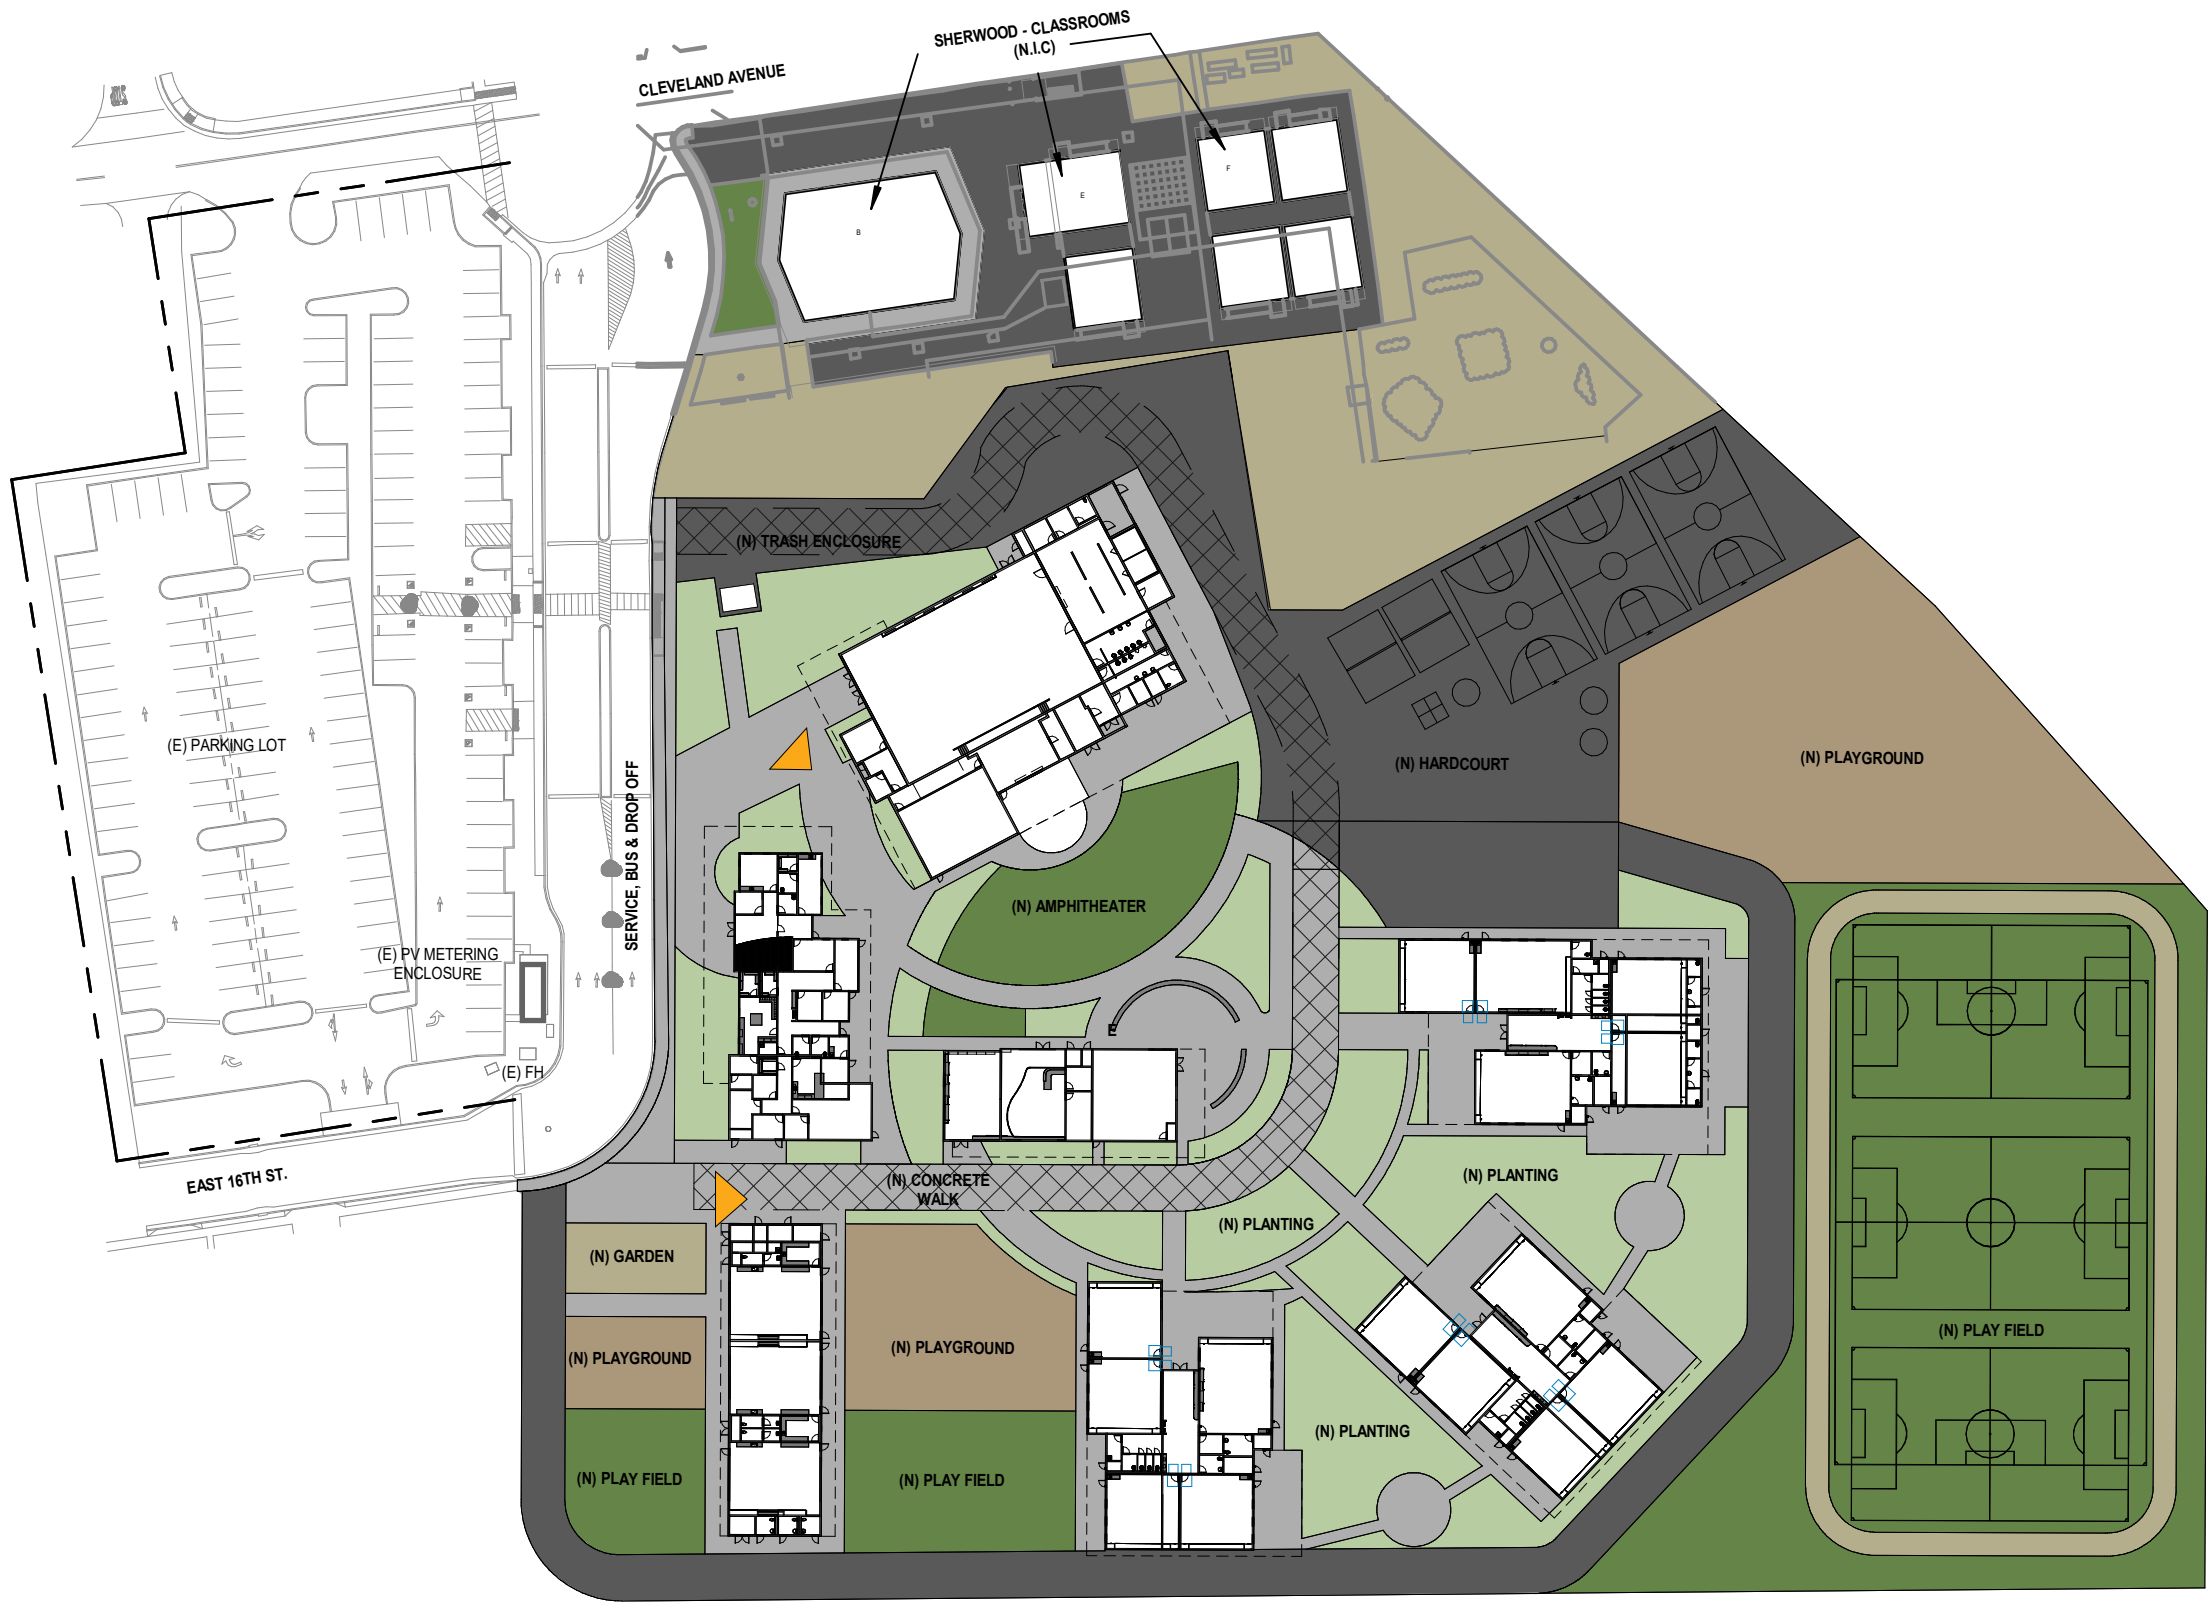 SHERWOOD - CLASSROOMS
(N.I.C)
CLEVELAND AVENUE
B
E
F
(N) TRASH ENCLOSURE
(E) PARKING LOT
SERVICE, BUS & DROP OFF
(N) HARDCOURT
(N) PLAYGROUND
(N) AMPHITHEATER
(E) PV METERING
ENCLOSURE
E
(E) FH
EAST 16TH ST.
(N) CONCRETE
WALK
(N) PLANTING
(N) PLANTING
(N) GARDEN
(N) PLAYGROUND
(N) PLAYGROUND
(N) PLAY FIELD
(N) PLANTING
(N) PLAY FIELD
(N) PLAY FIELD